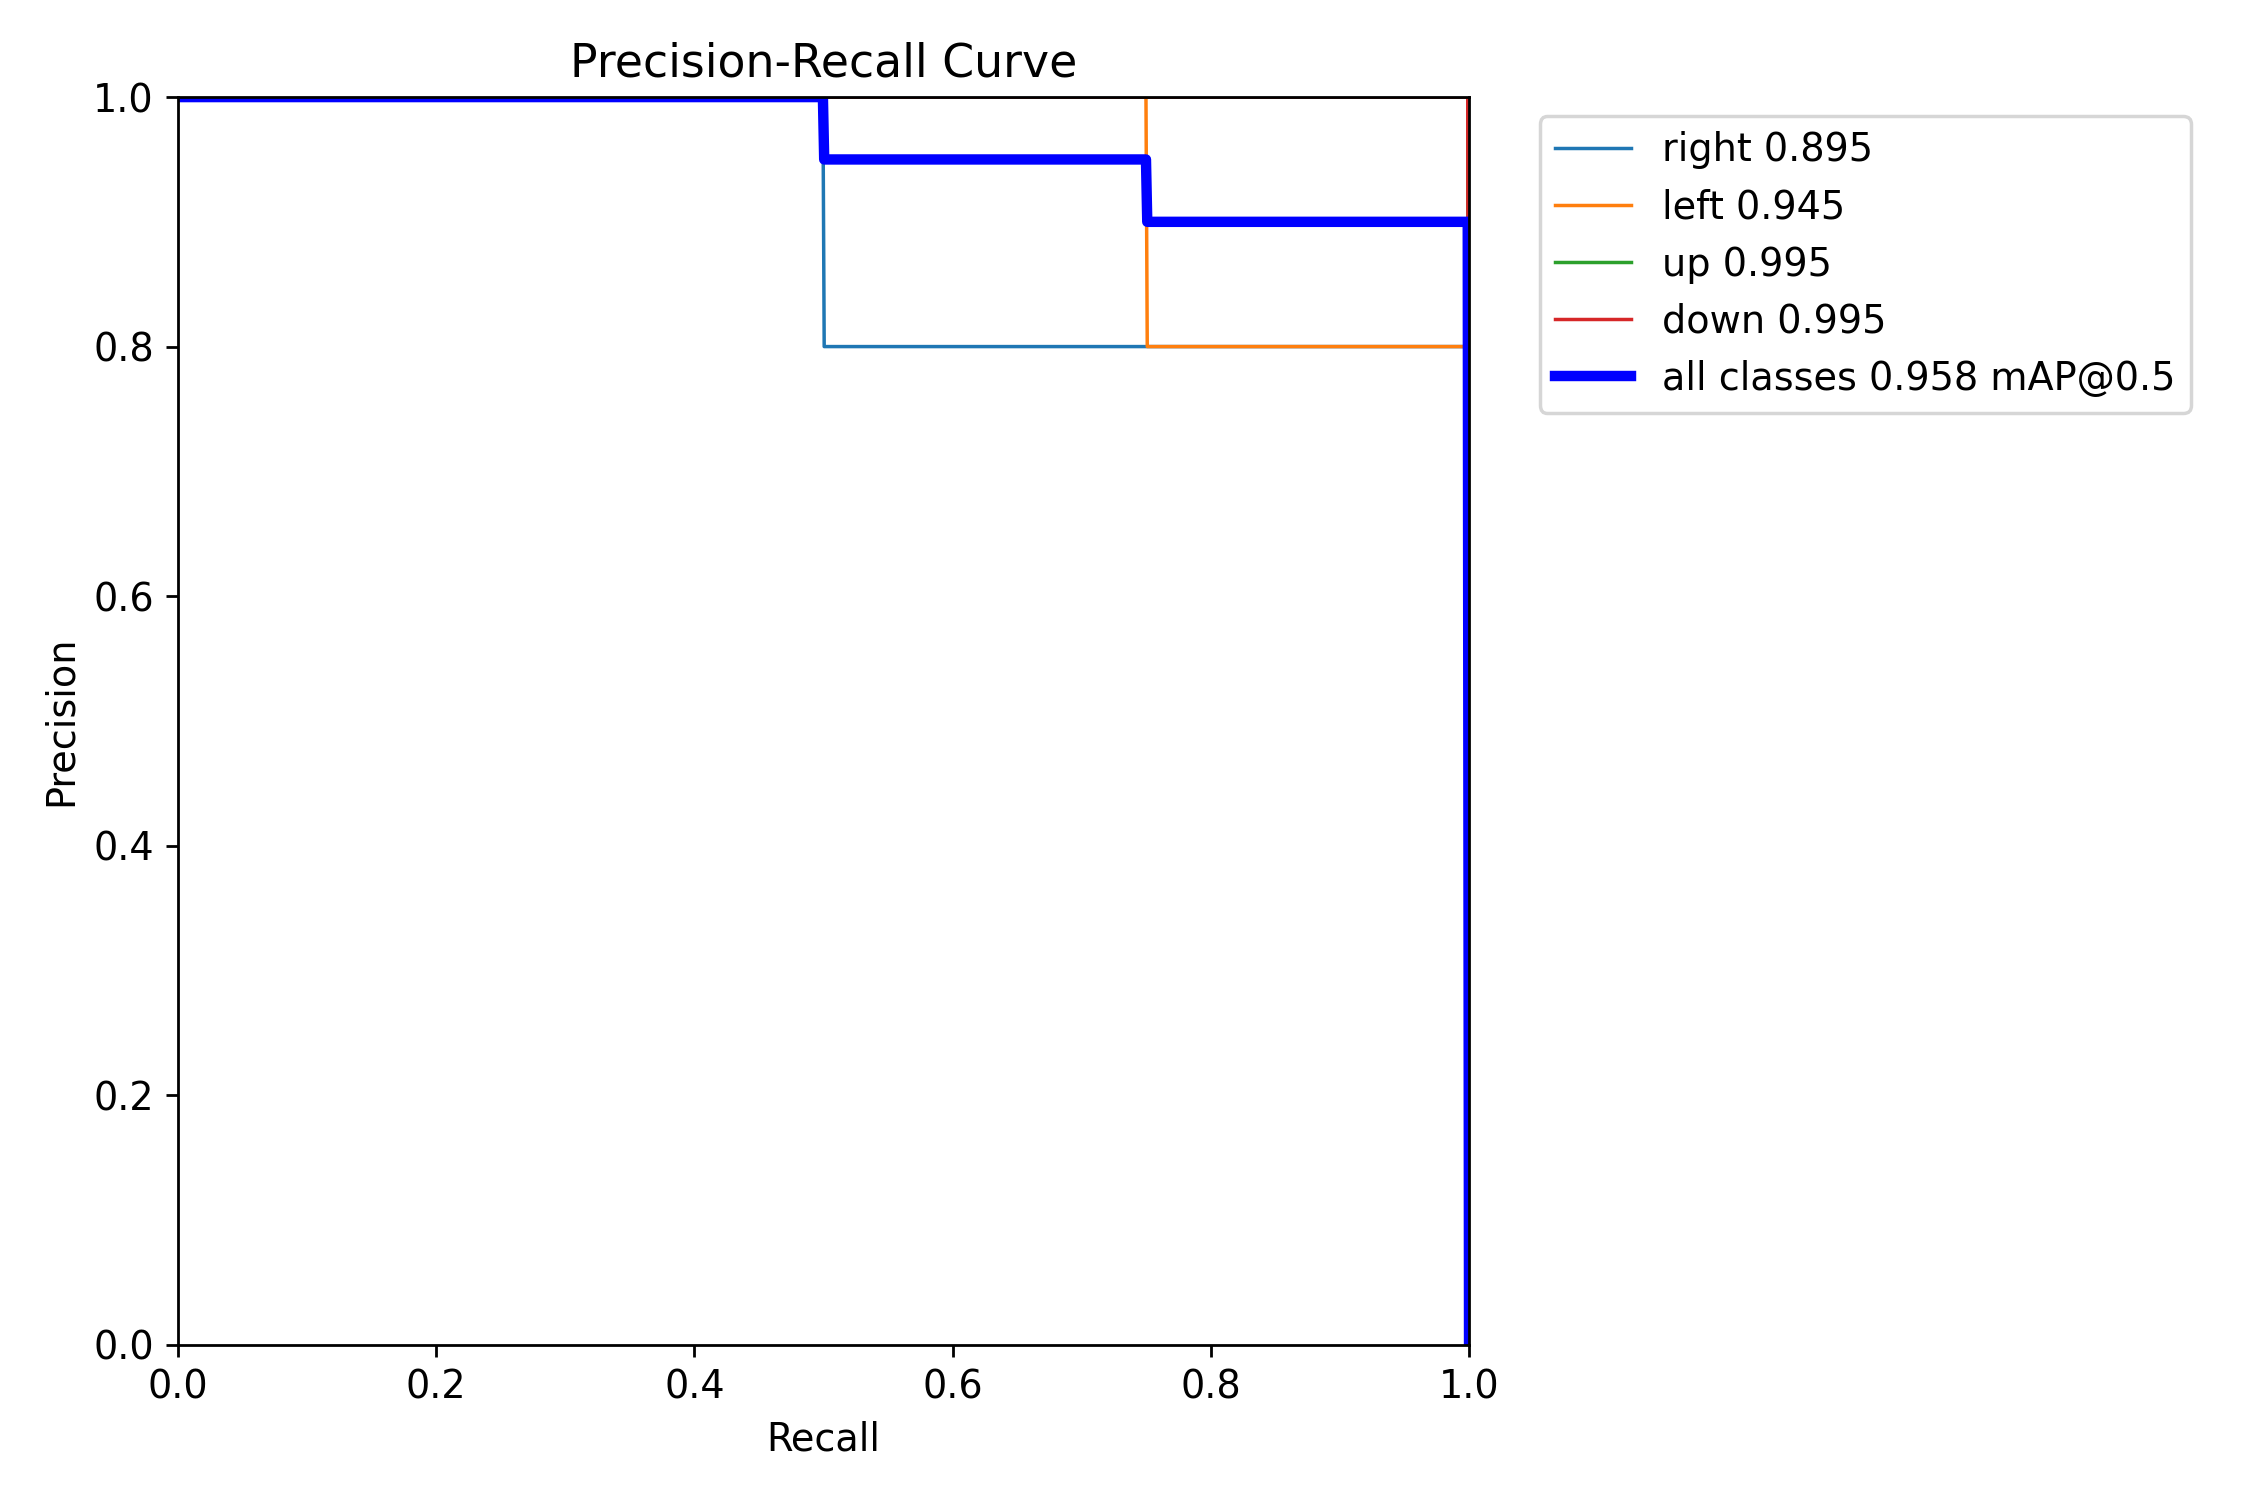 Precision-Recall Curve
1.0
0.8
0.6
0.4
0.2
0.0
Precision
0.0 0.2 0.4 0.6 0.8 1.0
Recall
right 0.895
left 0.945
up 0.995
down 0.995
all classes 0.958 mAP@0.5